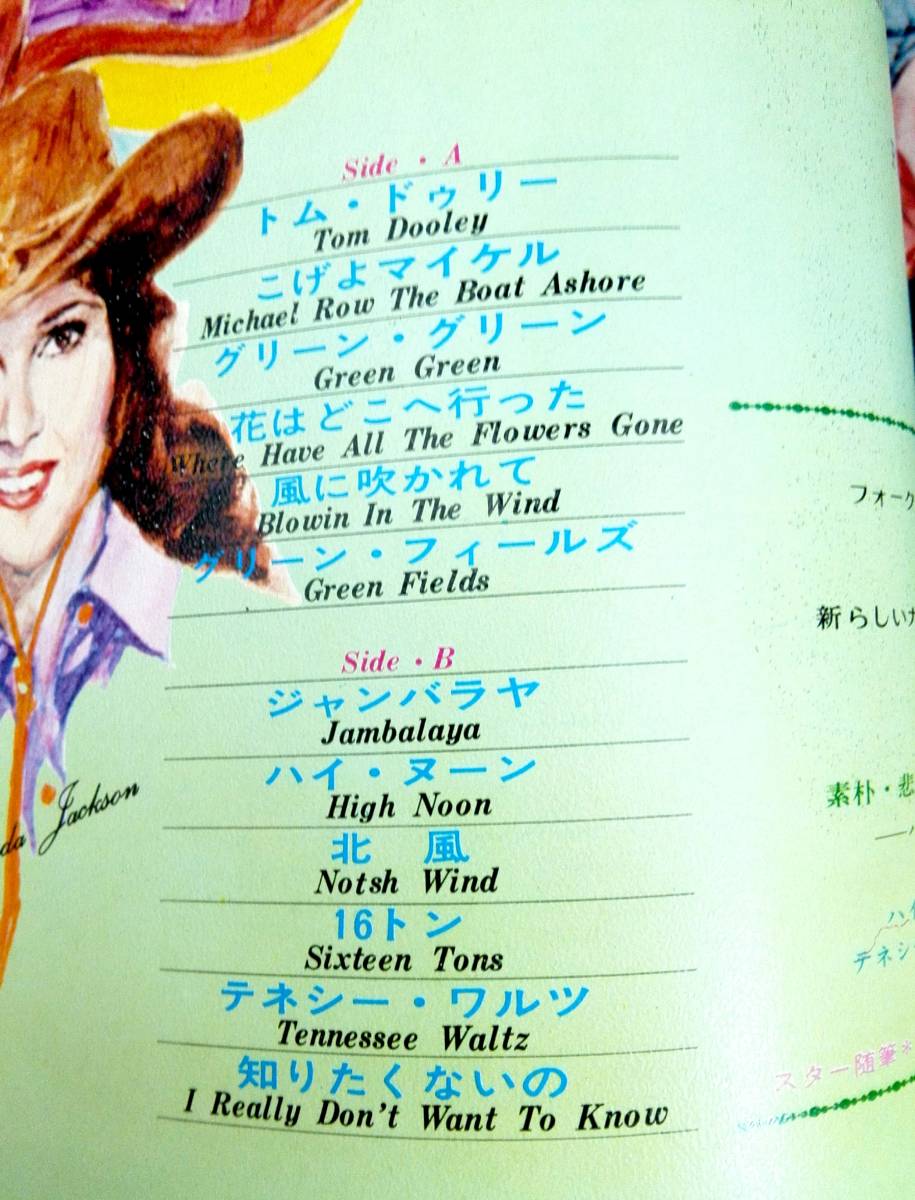 Side・A
トム・ドゥリー
Tom Dooley
こげよマイケル
Michael Row The Boat Ashore
グリーン・グリーン
Green Green
花はどこへ行った
Where Have All The Flowers Gone
風に吹かれて
Blowin In The Wind
グリーン・フィールズ
Green Fields
Side・B
ジャンバラヤ
Jambalaya
ハイ・ヌーン
High Noon
北 風
Notsh Wind
16トン
Sixteen Tons
テネシー・ワルツ
Tennessee Waltz
知りたくないの
I Really Don't Want To Know
da Jackson
フォーク
新らしい
素朴・悲
テネシ
スター随筆*